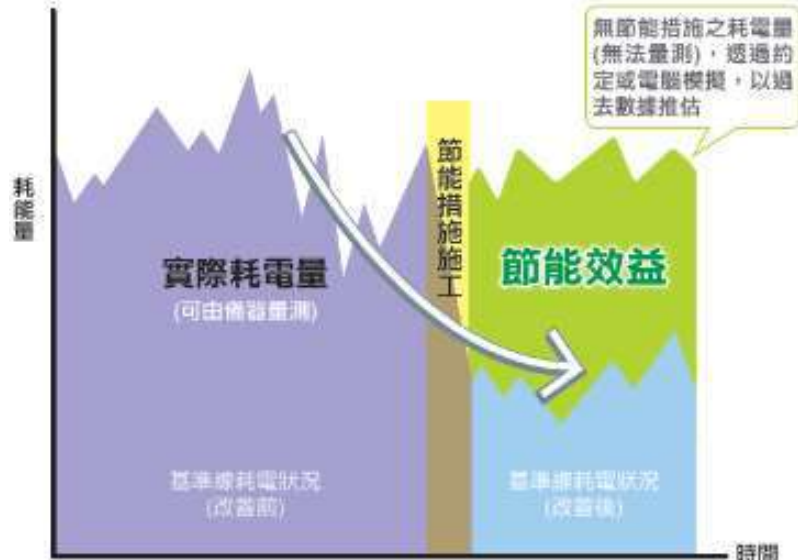 無節能措施之耗電量
(無法量測)，透過約
定或電腦模擬，以過
去數據推估
耗能量
節能措施施工
實際耗電量
(可由儀器量測)
節能效益
基準線耗電狀況
(改善前)
基準線耗電狀況
(改善後)
時間